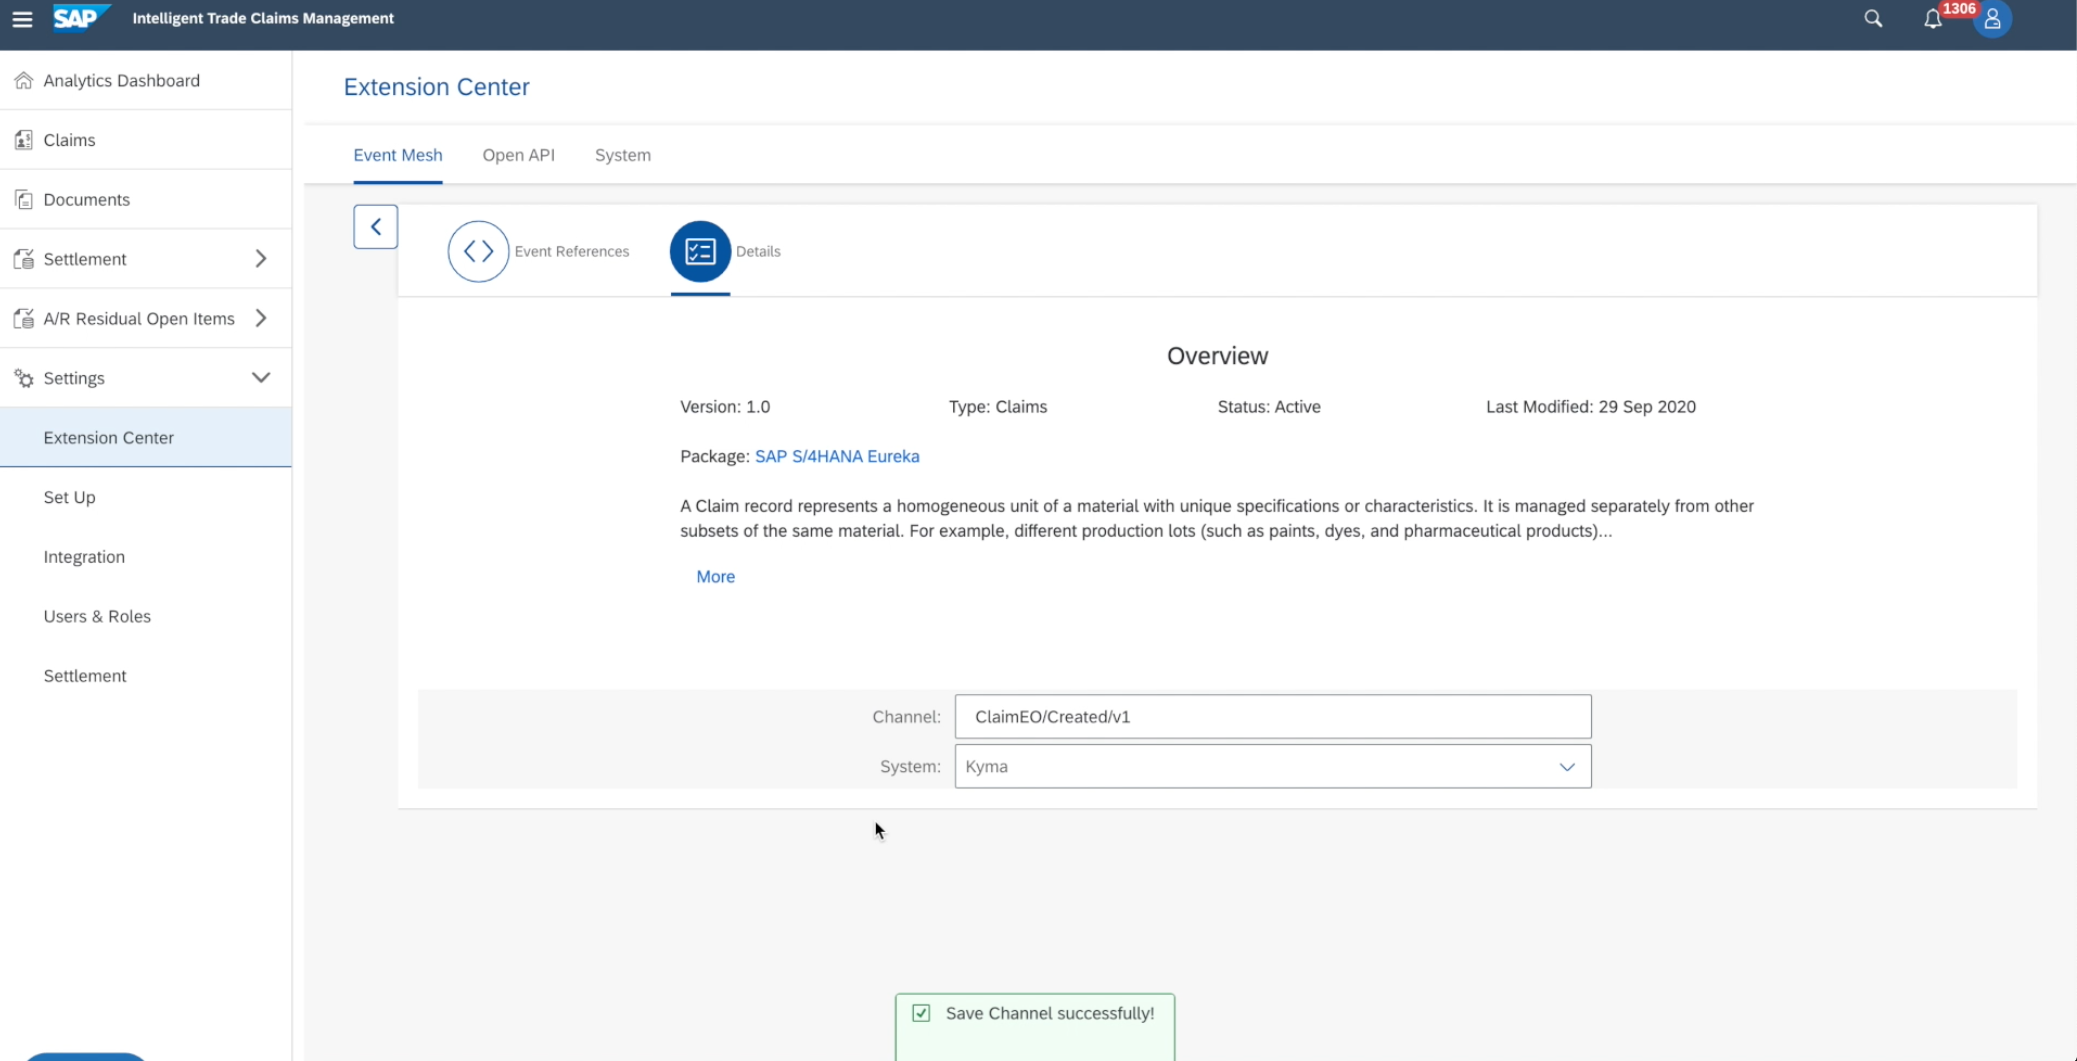 SAP Intelligent Trade Claims Management
1306
Analytics Dashboard
Claims
Documents
Settlement
A/R Residual Open Items
Settings
Extension Center
Set Up
Integration
Users & Roles
Settlement
Extension Center
Event Mesh Open API System
Event References Details
Overview
Version: 1.0 Type: Claims Status: Active Last Modified: 29 Sep 2020
Package: SAP S/4HANA Eureka
A Claim record represents a homogeneous unit of a material with unique specifications or characteristics. It is managed separately from other
subsets of the same material. For example, different production lots (such as paints, dyes, and pharmaceutical products)...
More
Channel: ClaimEO/Created/v1
System: Kyma
Save Channel successfully!